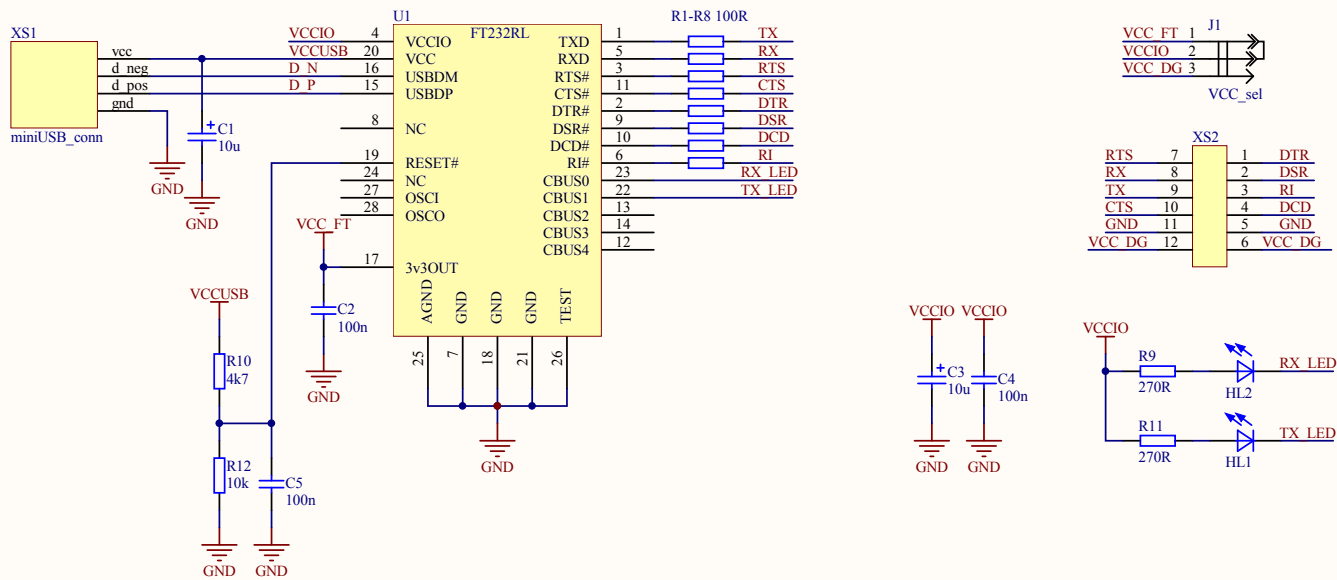 XS1
vcc
d_neg
d_pos
gnd
miniUSB_conn
GND
C1
10u
GND
VCCIO 4
VCCUSB 20
D_N 16
D_P 15
8
19
24
27
28
17
U1
FT232RL
VCCIO TXD
VCC RXD
USBDM RTS#
USBDP CTS#
DTR#
NC DSR#
DCD#
RESET# RI#
NC CBUS0
OSCI CBUS1
OSCO CBUS2
CBUS3
CBUS4
3v3OUT
AGND GND GND GND TEST
25 7 18 21 26
GND
R1-R8 100R
1 TX
5 RX
3 RTS
11 CTS
2 DTR
9 DSR
10 DCD
6 RI
23 RX_LED
22 TX_LED
13
14
12
VCC_FT
C2
100n
GND
VCCUSB
R10
4k7
R12
10k
C5
100n
GND GND
J1
VCC_FT 1
VCCIO 2
VCC_DG 3
VCC_sel
XS2
RTS 7 1 DTR
RX 8 2 DSR
TX 9 3 RI
CTS 10 4 DCD
GND 11 5 GND
VCC_DG 12 6 VCC_DG
VCCIO VCCIO
C3
10u
C4
100n
GND GND
VCCIO
R9
270R
HL2
RX_LED
R11
270R
HL1
TX_LED